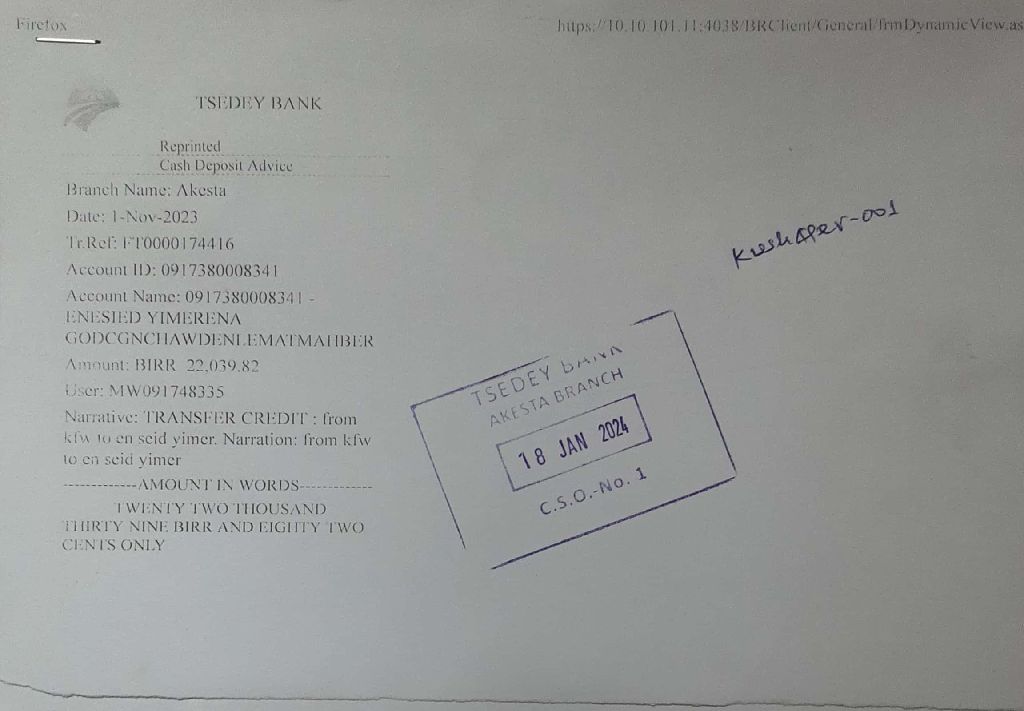 Firefox
https://10.10.101.11:4038/BRClient/General/frmDynamicView.as
TSEDEY BANK
Reprinted
Cash Deposit Advice
Branch Name: Akesta
Date: 1-Nov-2023
Tr.Ref: FT0000174416
Account ID: 0917380008341
Account Name: 0917380008341 -
ENESIED YIMERENA
GODCGNCHAWDENLEMATMAHBER
Amount: BIRR 22,039.82
User: MW091748335
Narrative: TRANSFER CREDIT : from
kfw to en seid yimer. Narration: from kfw
to en seid yimer
-------------AMOUNT IN WORDS-------------
TWENTY TWO THOUSAND
THIRTY NINE BIRR AND EIGHTY TWO
CENTS ONLY
-001
TSEDEY BANK
AKESTA BRANCH
18 JAN 2024
C.S.O.-No. 1